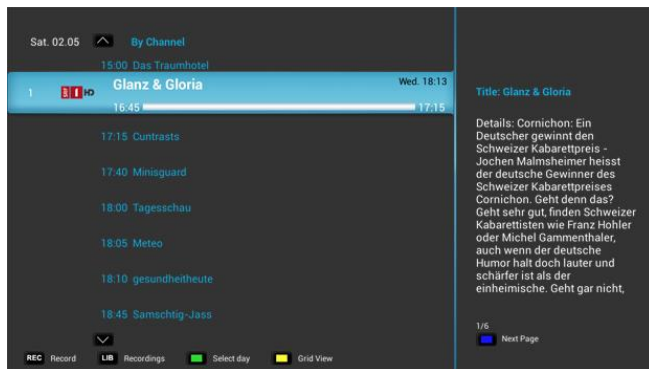 Sat. 02.05 By Channel
15:00 Das Traumhotel
1 SRF 1 HD Glanz & Gloria Wed. 18:13
16:45 17:15
17:15 Cuntrasts
17:40 Minisguard
18:00 Tagesschau
18:05 Meteo
18:10 gesundheitheute
18:45 Samschtig-Jass
REC Record LIB Recordings Select day Grid View
Title: Glanz & Gloria
Details: Cornichon: Ein
Deutscher gewinnt den
Schweizer Kabarettpreis -
Jochen Malmsheimer heisst
der deutsche Gewinner des
Schweizer Kabarettpreises
Cornichon. Geht denn das?
Geht sehr gut, finden Schweizer
Kabarettisten wie Franz Hohler
oder Michel Gammenthaler,
auch wenn der deutsche
Humor halt doch lauter und
schärfer ist als der
einheimische. Geht gar nicht,
1/6
Next Page